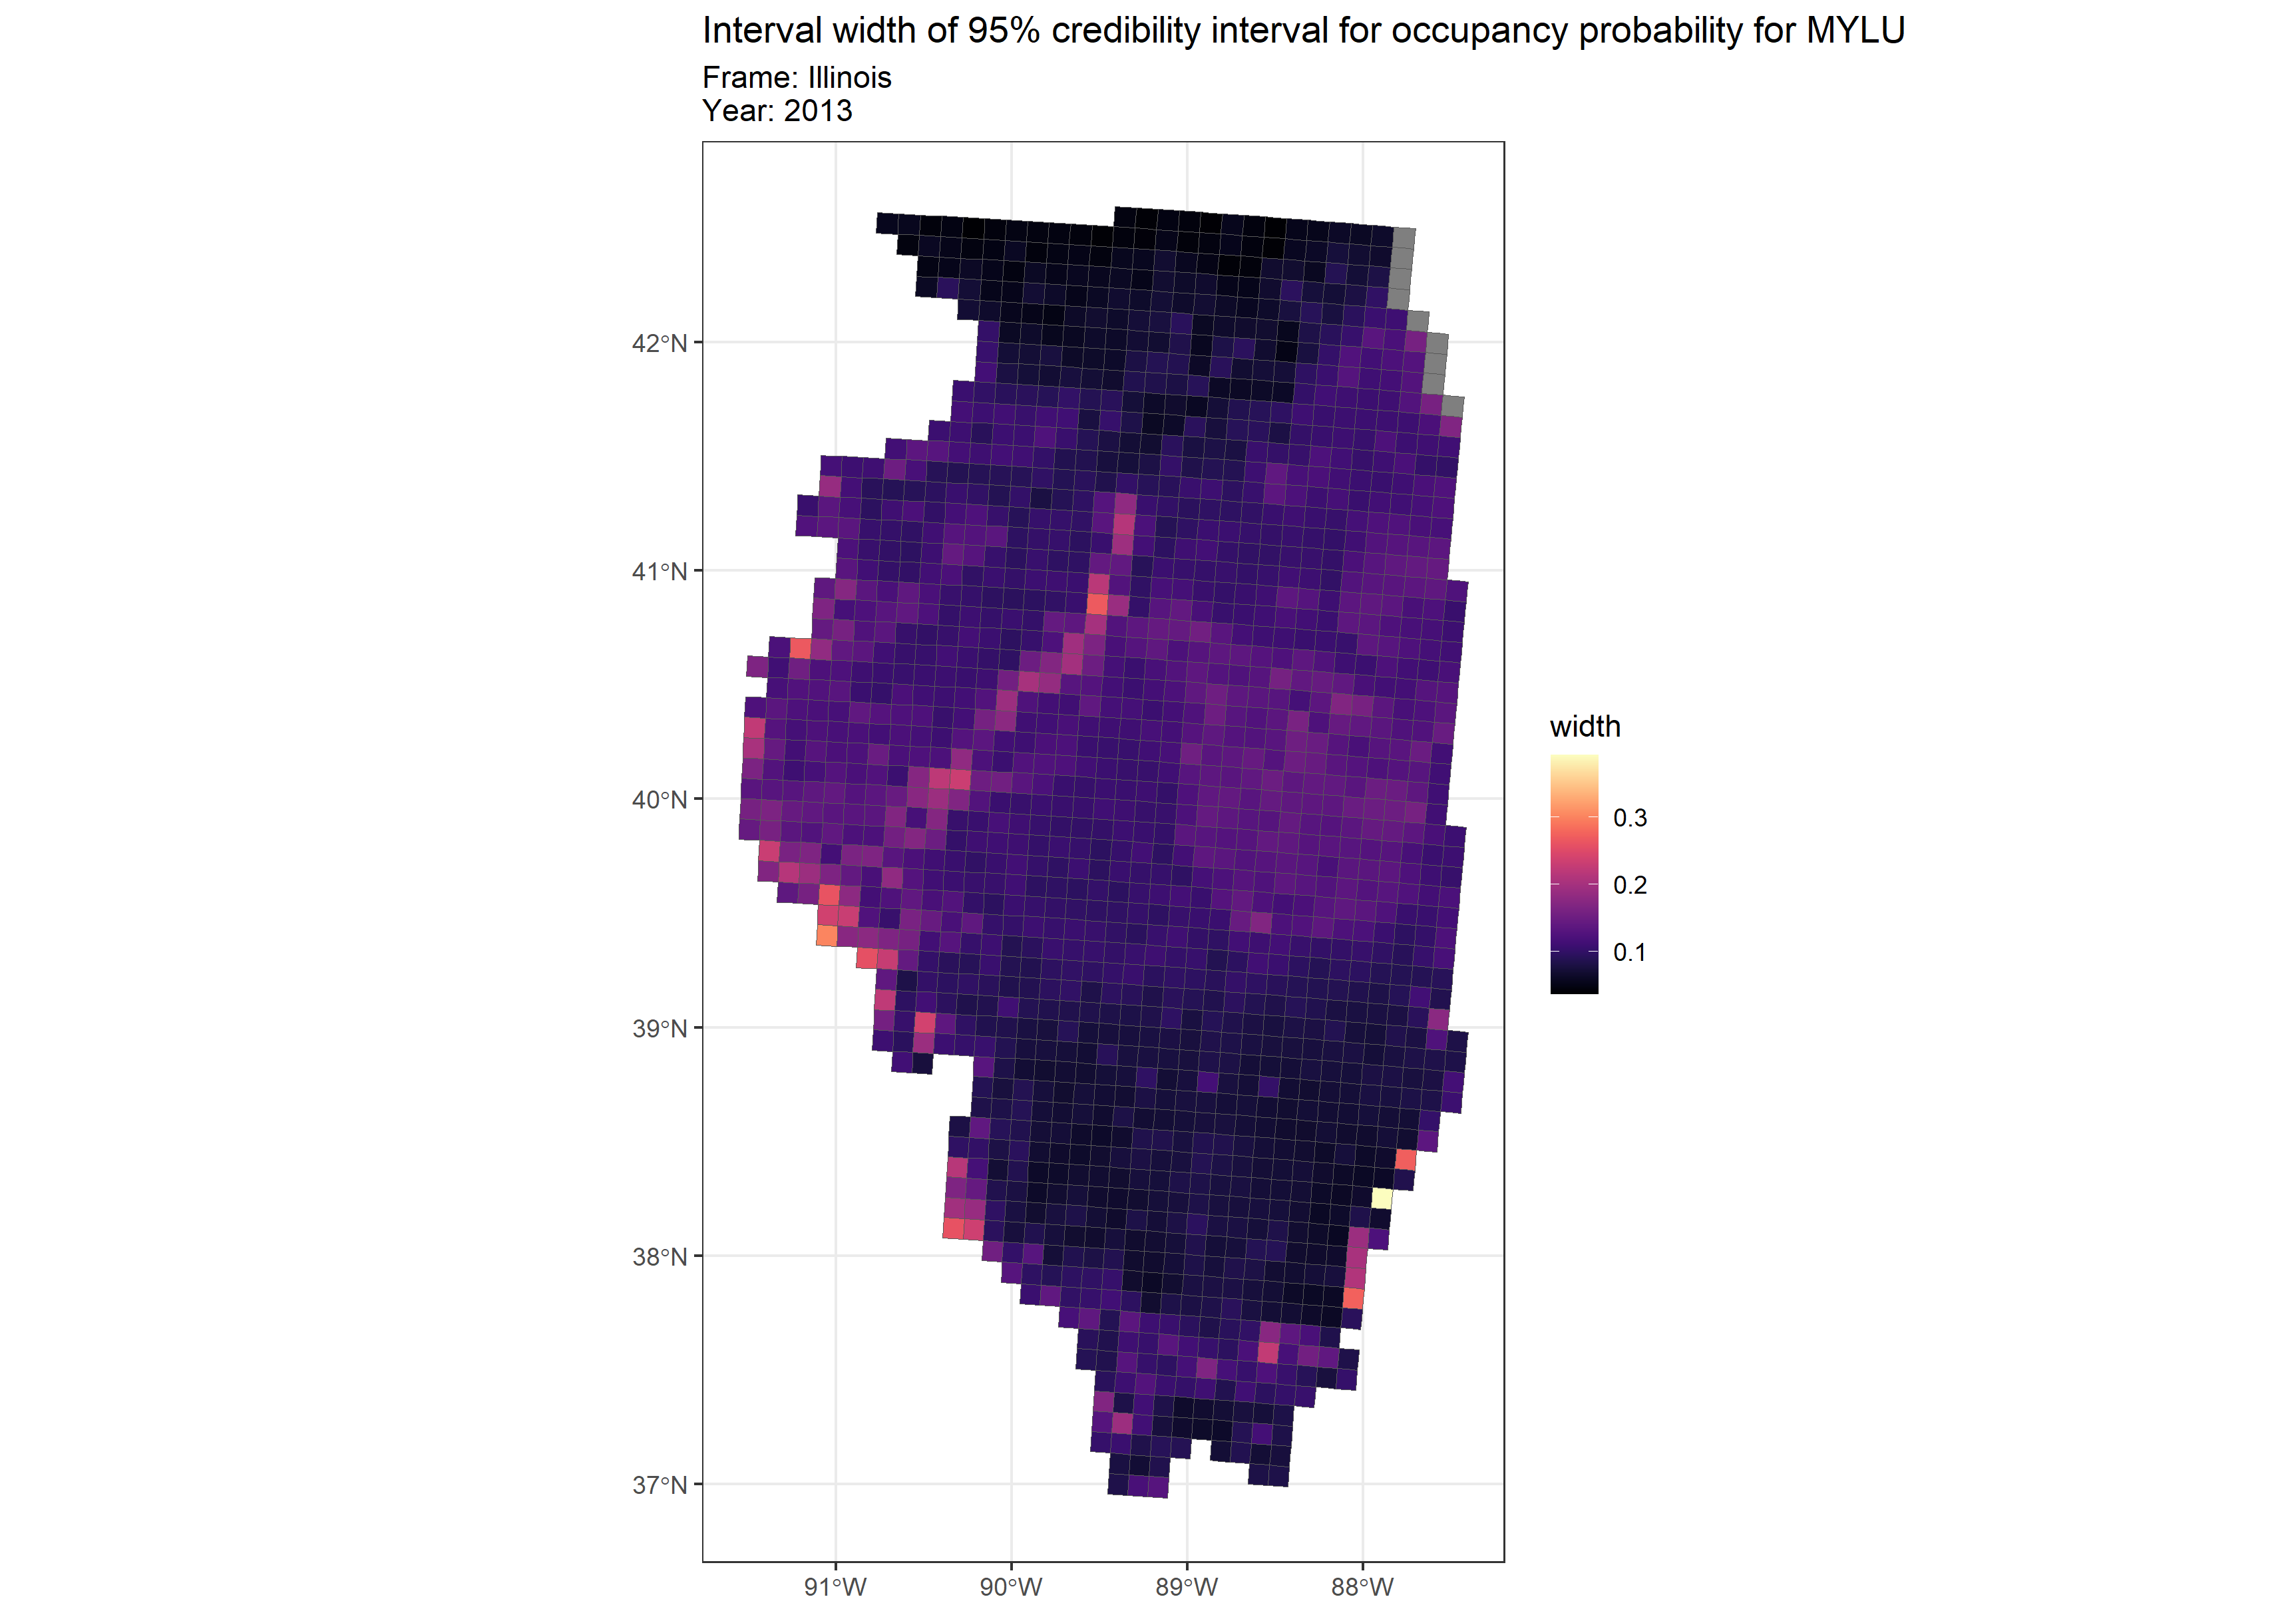 Interval width of 95% credibility interval for occupancy probability for MYLU
Frame: Illinois
Year: 2013
42°N
41°N
40°N
39°N
38°N
37°N
91°W
90°W
89°W
88°W
width
0.3
0.2
0.1